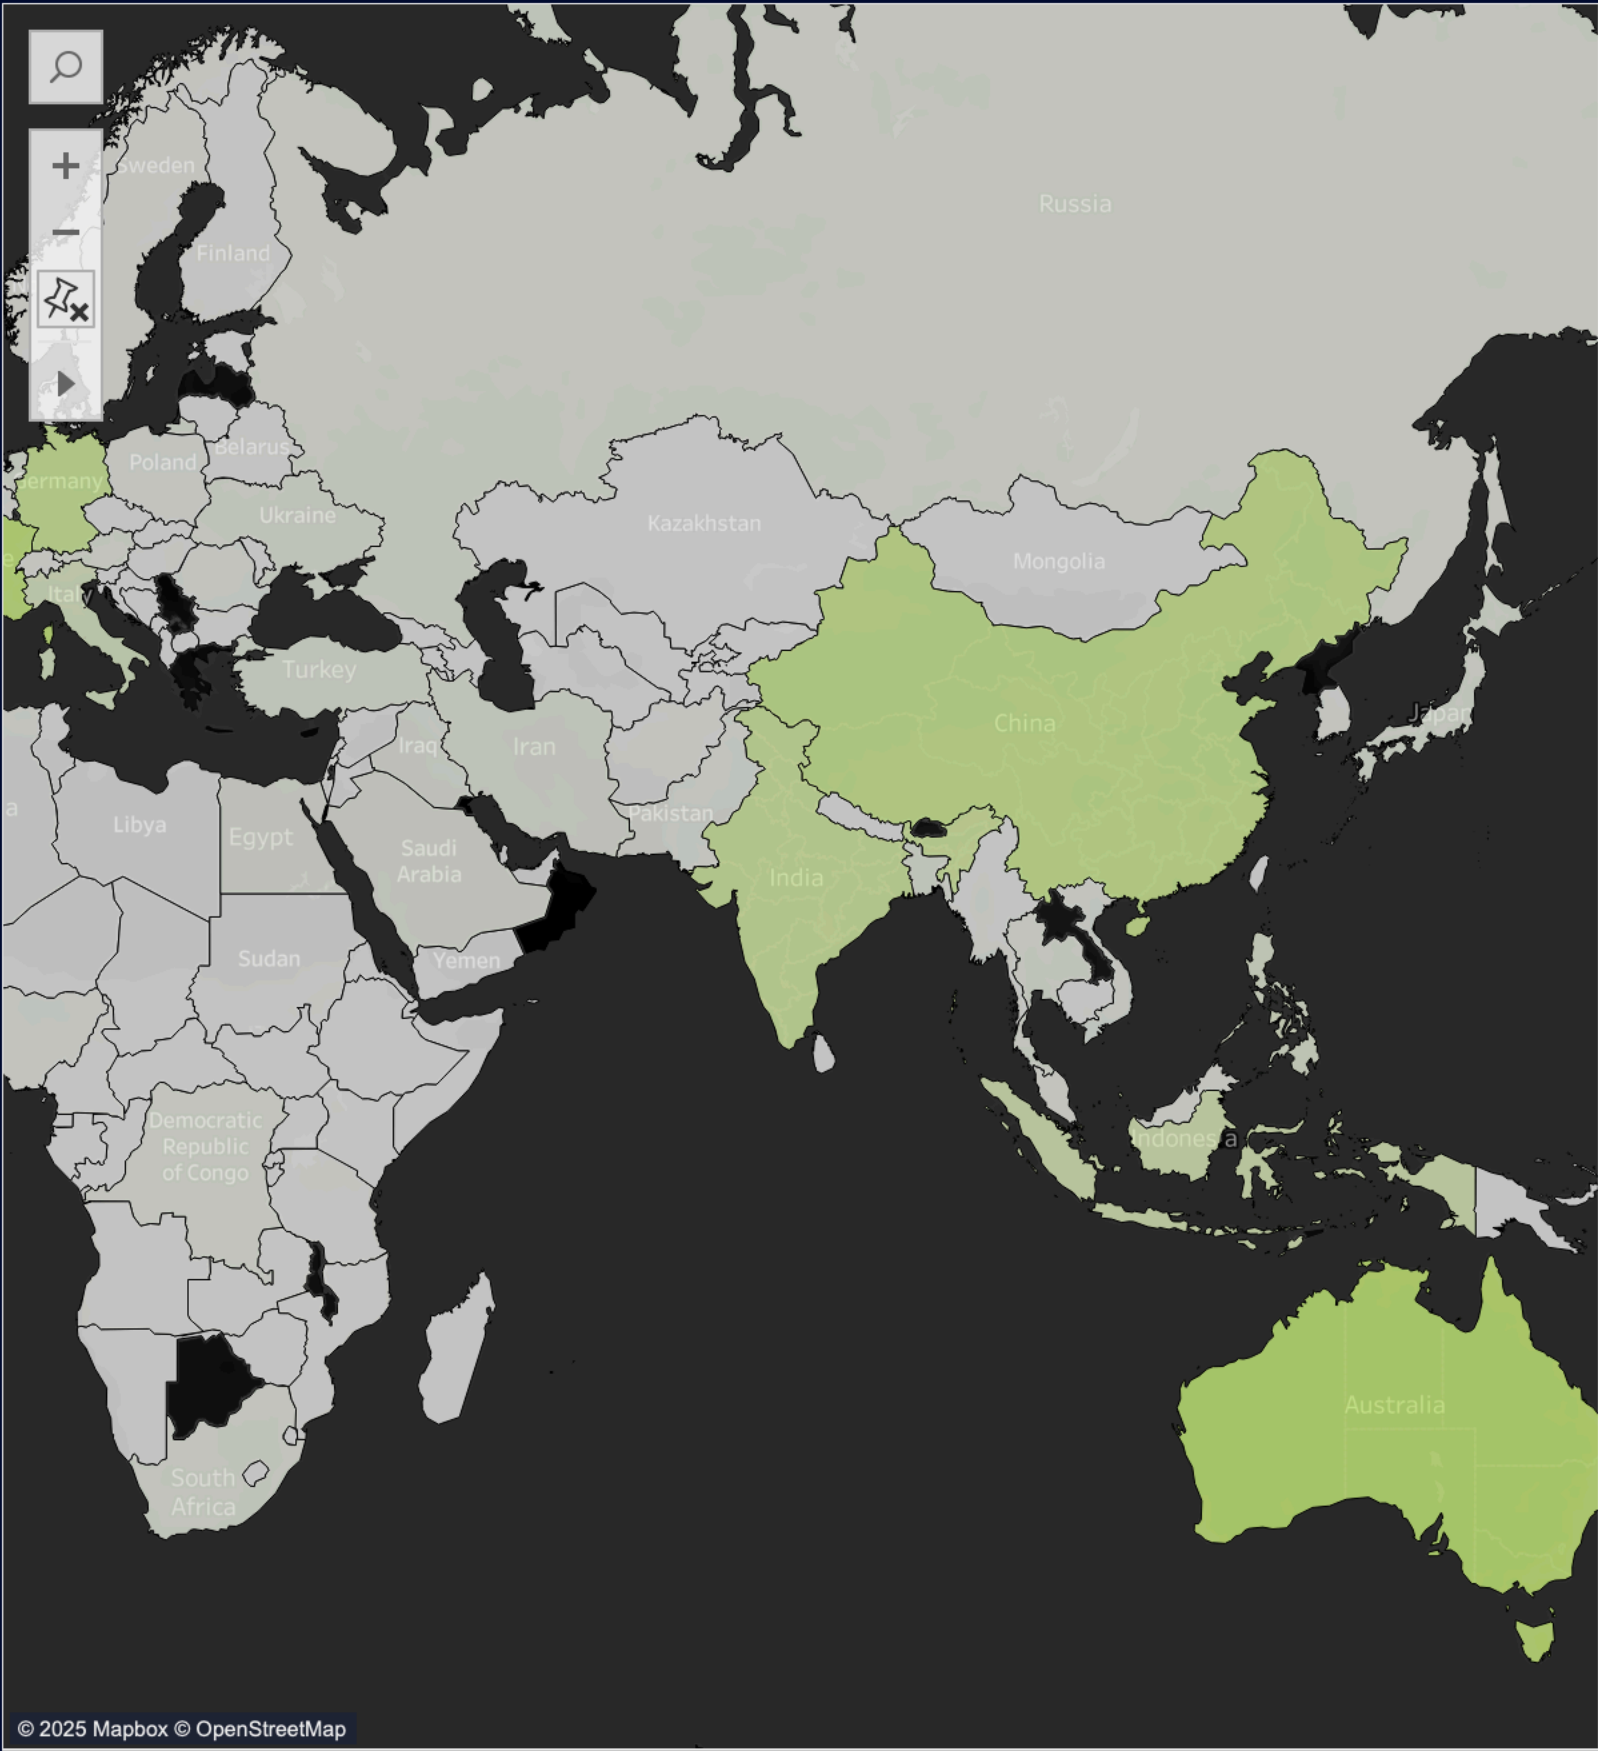 Sweden
Russia
Finland
Belarus
Poland
Germany
Ukraine
Kazakhstan
Mongolia
Italy
Turkey
Japan
China
Iraq
Iran
Pakistan
Libya
Egypt
Saudi
Arabia
India
Sudan
Yemen
Democratic
Republic
of Congo
Indonesia
Australia
South
Africa
© 2025 Mapbox © OpenStreetMap